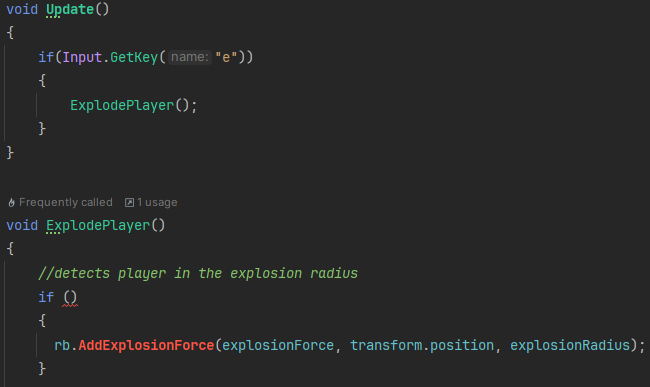 void Update()
{
if(Input.GetKey( name: "e"))
{
ExplodePlayer();
}
}
Frequently called 1 usage
void ExplodePlayer()
{
//detects player in the explosion radius
if ()
{
rb.AddExplosionForce(explosionForce, transform.position, explosionRadius);
}